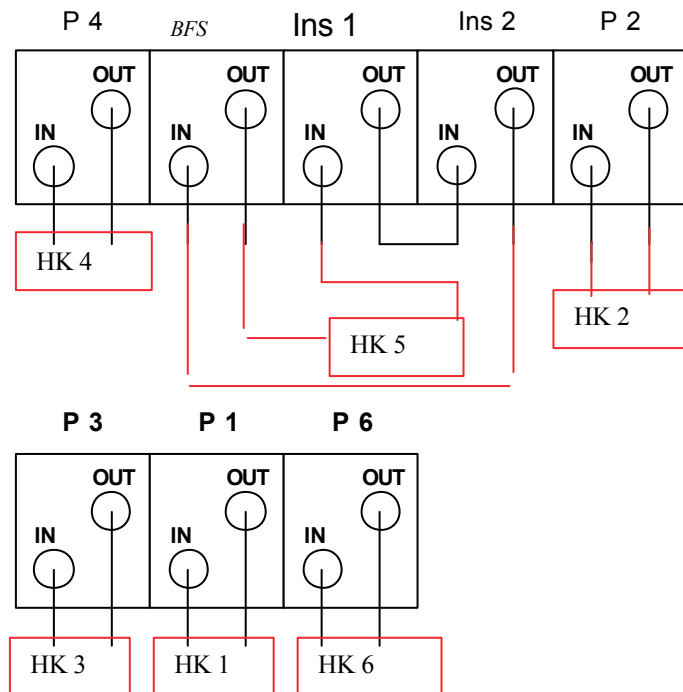 P 4 BFS Ins 1 Ins 2 P 2
OUT OUT OUT OUT OUT
IN IN IN IN IN
HK 4
HK 2
HK 5
P 3 P 1 P 6
OUT OUT OUT
IN IN IN
HK 3 HK 1 HK 6